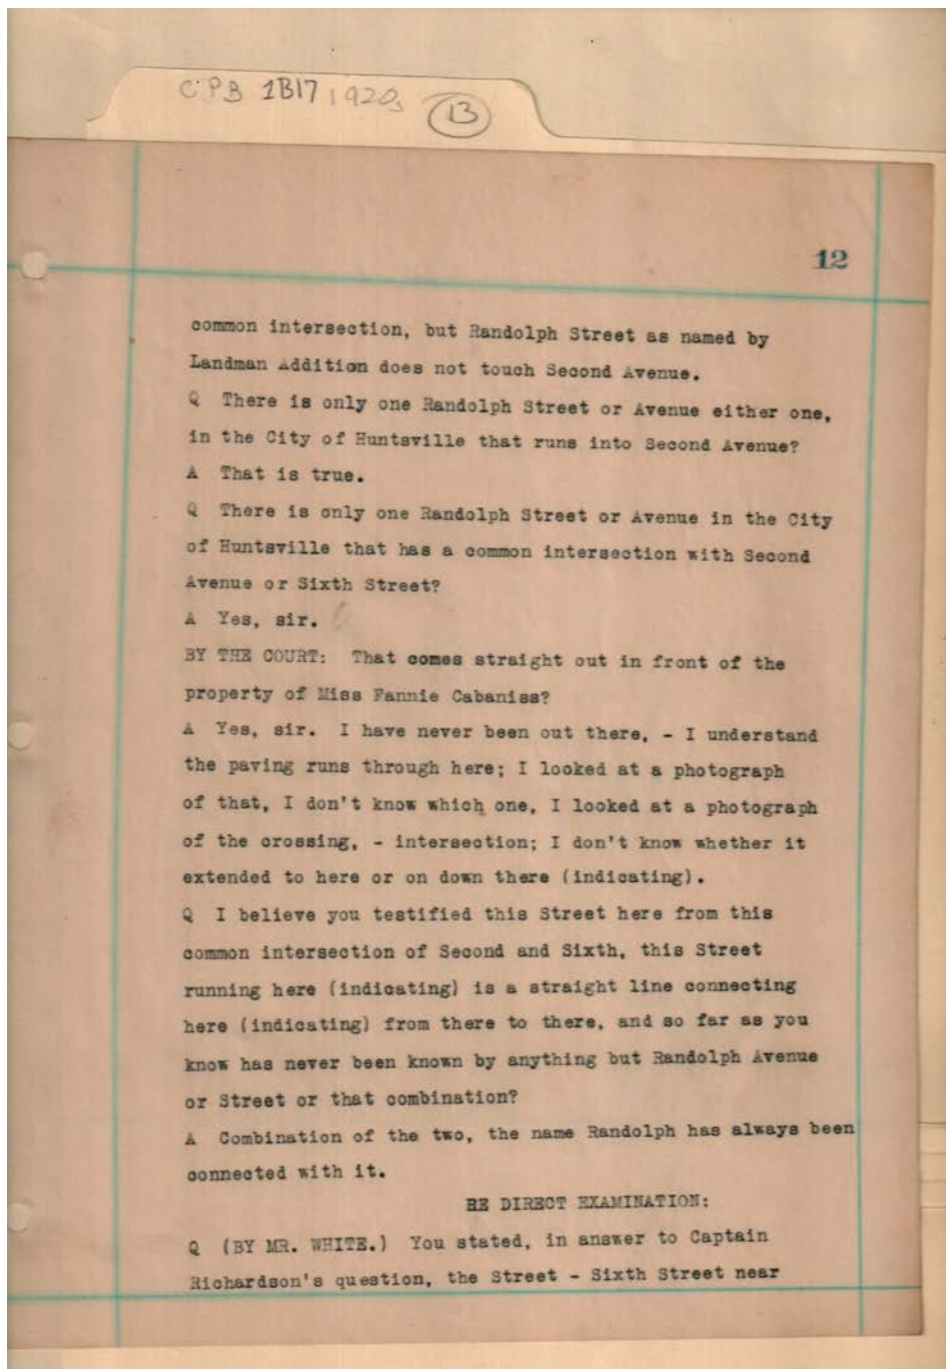 CPB 1B17 1920s 13
12
common intersection, but Randolph Street as named by
Landman Addition does not touch Second Avenue.
Q There is only one Randolph Street or Avenue either one,
in the City of Huntsville that runs into Second Avenue?
A That is true.
Q There is only one Randolph Street or Avenue in the City
of Huntsville that has a common intersection with Second
Avenue or Sixth Street?
A Yes, sir.
BY THE COURT: That comes straight out in front of the
property of Miss Fannie Cabaniss?
A Yes, sir. I have never been out there, - I understand
the paving runs through here; I looked at a photograph
of that, I don't know which one, I looked at a photograph
of the crossing, - intersection; I don't know whether it
extended to here or on down there (indicating).
Q I believe you testified this Street here from this
common intersection of Second and Sixth, this Street
running here (indicating) is a straight line connecting
here (indicating) from there to there, and so far as you
know has never been known by anything but Randolph Avenue
or Street or that combination?
A Combination of the two, the name Randolph has always been
connected with it.
RE DIRECT EXAMINATION:
Q (BY MR. WHITE.) You stated, in answer to Captain
Richardson's question, the Street - Sixth Street near